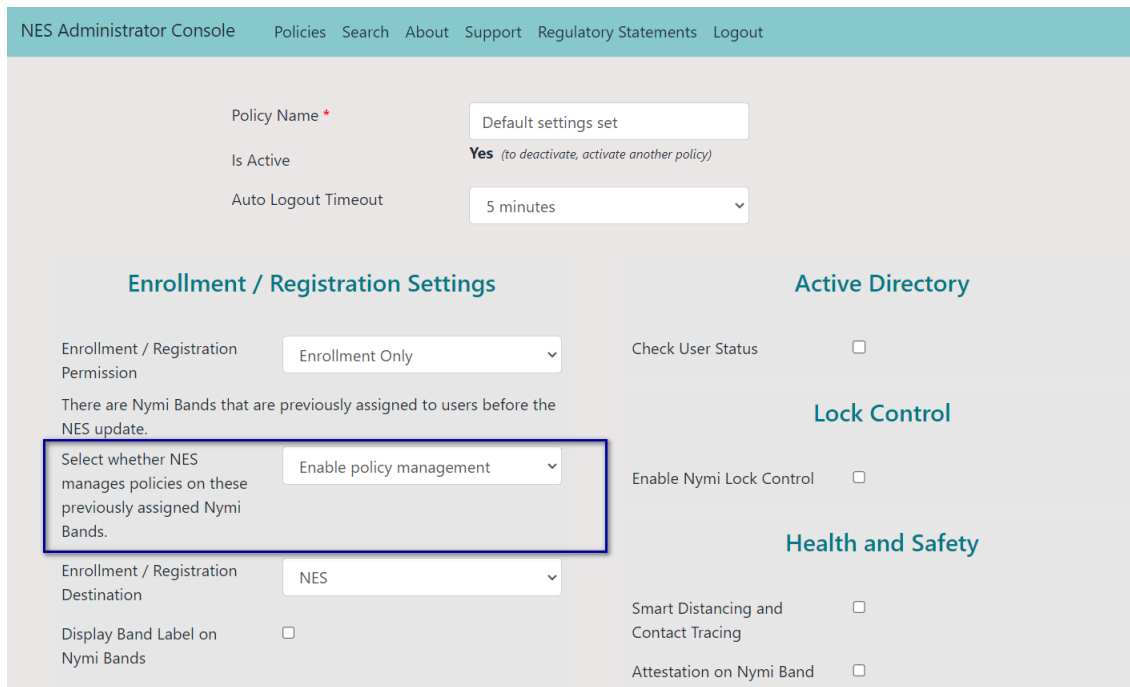 NES Administrator Console Policies Search About Support Regulatory Statements Logout
Policy Name *
Default settings set
Is Active
Yes (to deactivate, activate another policy)
Auto Logout Timeout
5 minutes
Enrollment / Registration Settings
Enrollment / Registration
Permission
Enrollment Only
There are Nymi Bands that are previously assigned to users before the
NES update.
Select whether NES
manages policies on these
previously assigned Nymi
Bands.
Enable policy management
Enrollment / Registration
Destination
NES
Display Band Label on
Nymi Bands
Active Directory
Check User Status
Lock Control
Enable Nymi Lock Control
Health and Safety
Smart Distancing and
Contact Tracing
Attestation on Nymi Band